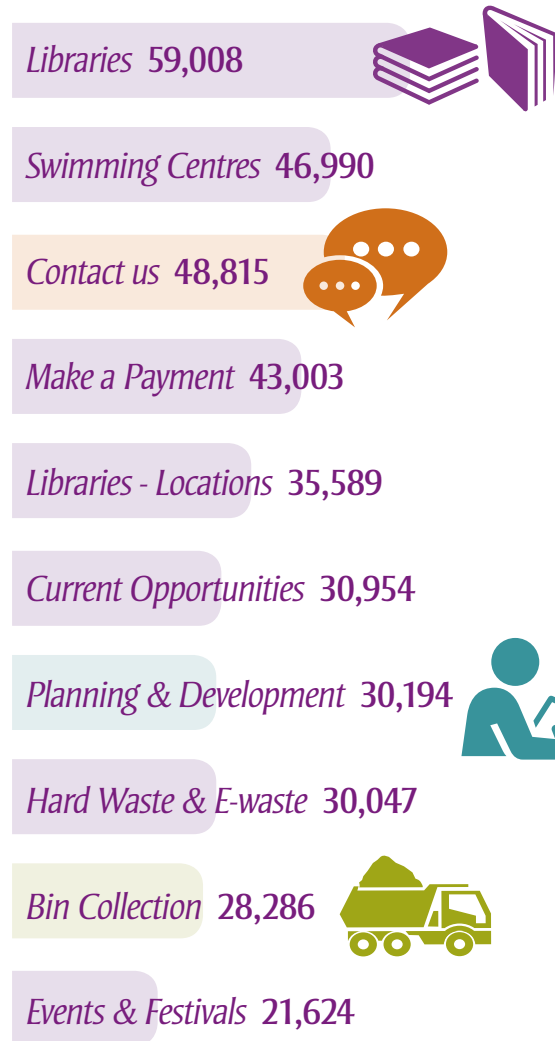 Libraries 59,008
Swimming Centres 46,990
Contact us 48,815
Make a Payment 43,003
Libraries - Locations 35,589
Current Opportunities 30,954
Planning & Development 30,194
Hard Waste & E-waste 30,047
Bin Collection 28,286
Events & Festivals 21,624